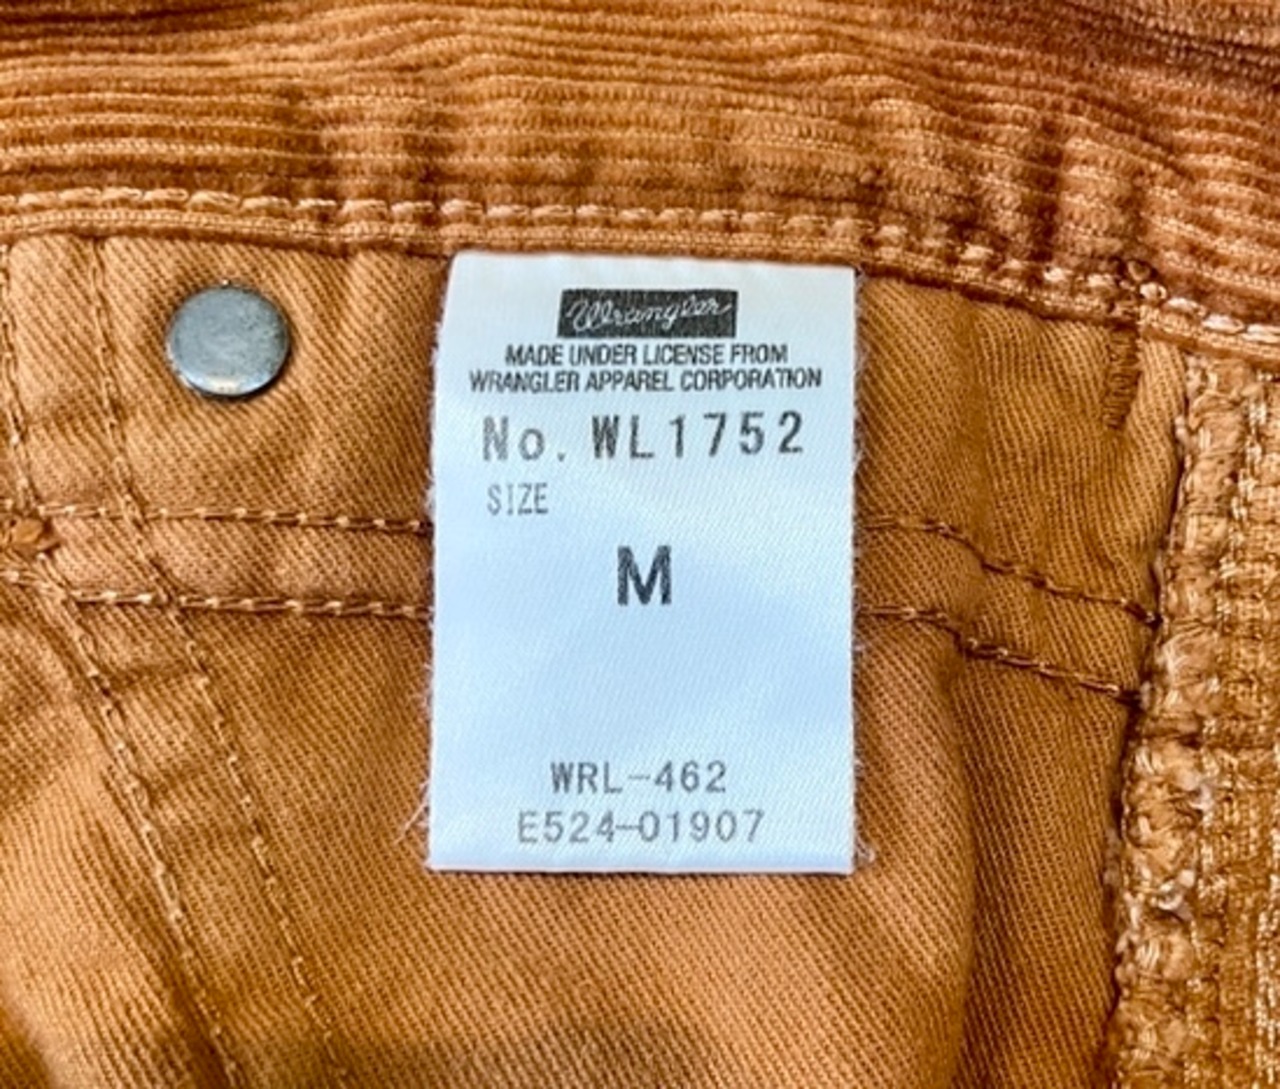 Wrangler
MADE UNDER LICENSE FROM
WRANGLER APPAREL CORPORATION
No. WL1752
SIZE
M
WRL-462
E524-01907